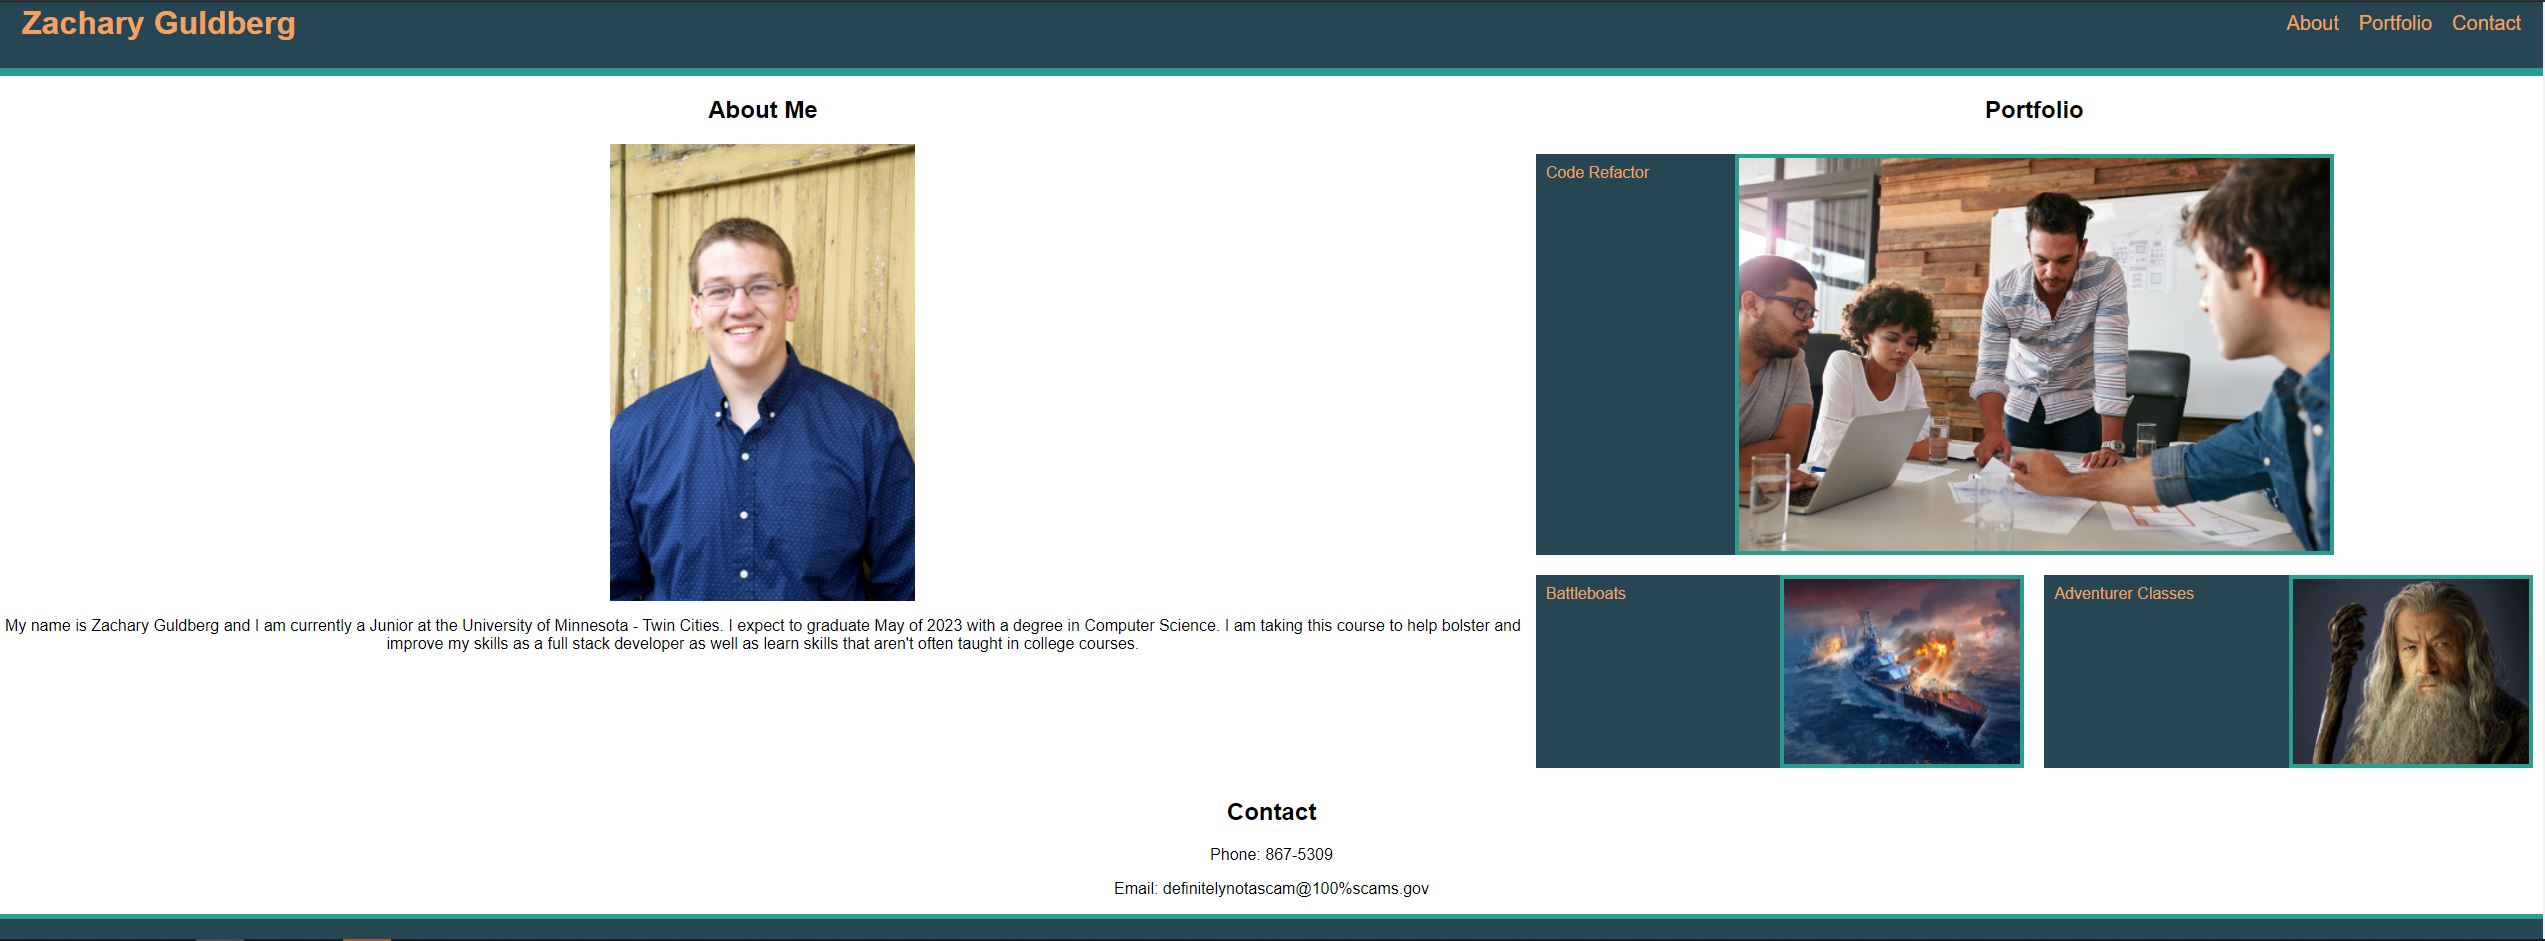 Zachary Guldberg
About Portfolio Contact
About Me
My name is Zachary Guldberg and I am currently a Junior at the University of Minnesota - Twin Cities. I expect to graduate May of 2023 with a degree in Computer Science. I am taking this course to help bolster and
improve my skills as a full stack developer as well as learn skills that aren't often taught in college courses.
Portfolio
Code Refactor
Battleboats
Adventurer Classes
Contact
Phone: 867-5309
Email: definitelynotascam@100%scams.gov